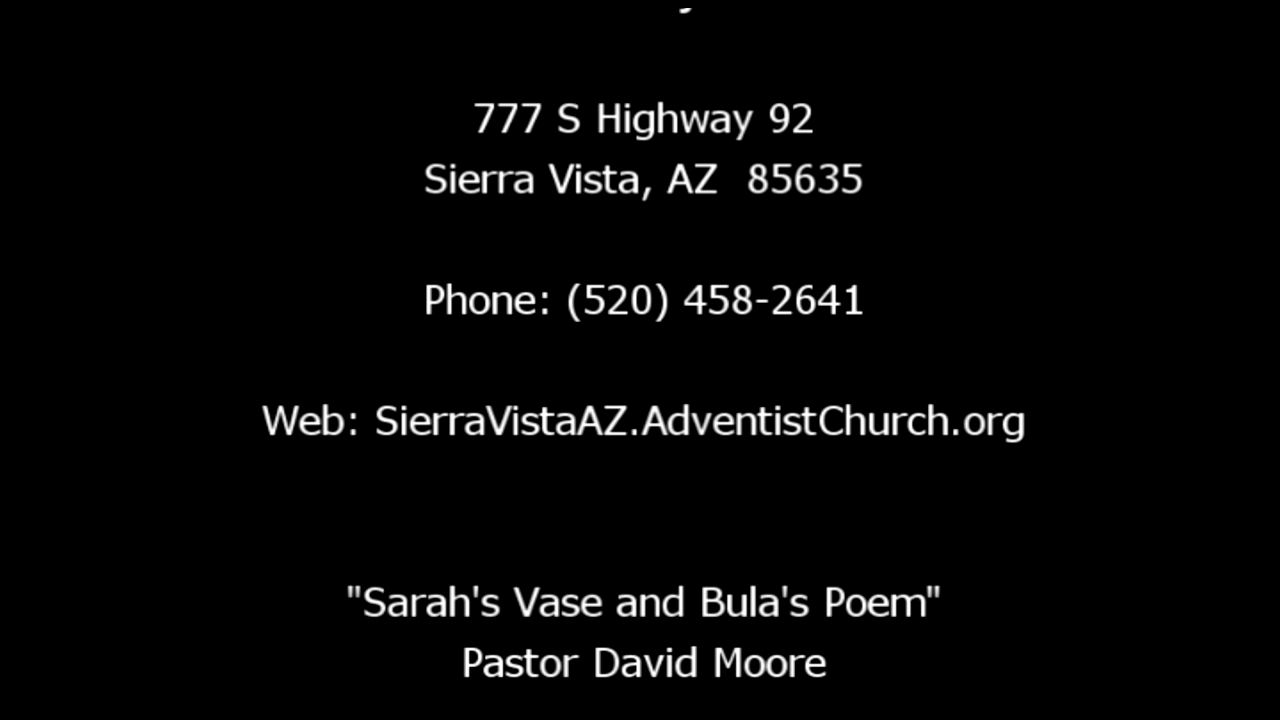 777 S Highway 92
Sierra Vista, AZ  85635
Phone: (520) 458-2641
Web: SierraVistaAZ.AdventistChurch.org
"Sarah's Vase and Bula's Poem"
Pastor David Moore